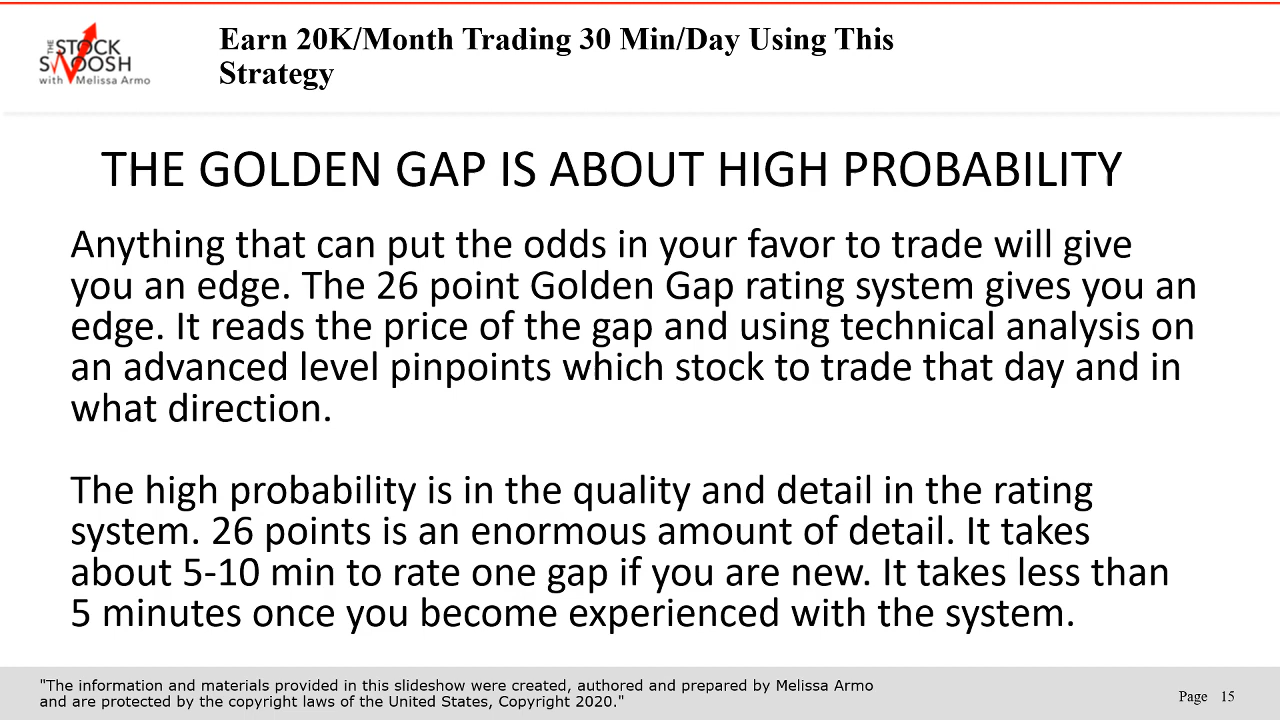 THE
STOCK
SWOOSH
with Melissa Armo
Earn 20K/Month Trading 30 Min/Day Using This
Strategy
THE GOLDEN GAP IS ABOUT HIGH PROBABILITY
Anything that can put the odds in your favor to trade will give
you an edge. The 26 point Golden Gap rating system gives you an
edge. It reads the price of the gap and using technical analysis on
an advanced level pinpoints which stock to trade that day and in
what direction.
The high probability is in the quality and detail in the rating
system. 26 points is an enormous amount of detail. It takes
about 5-10 min to rate one gap if you are new. It takes less than
5 minutes once you become experienced with the system.
"The information and materials provided in this slideshow were created, authored and prepared by Melissa Armo
and are protected by the copyright laws of the United States, Copyright 2020."
Page 15